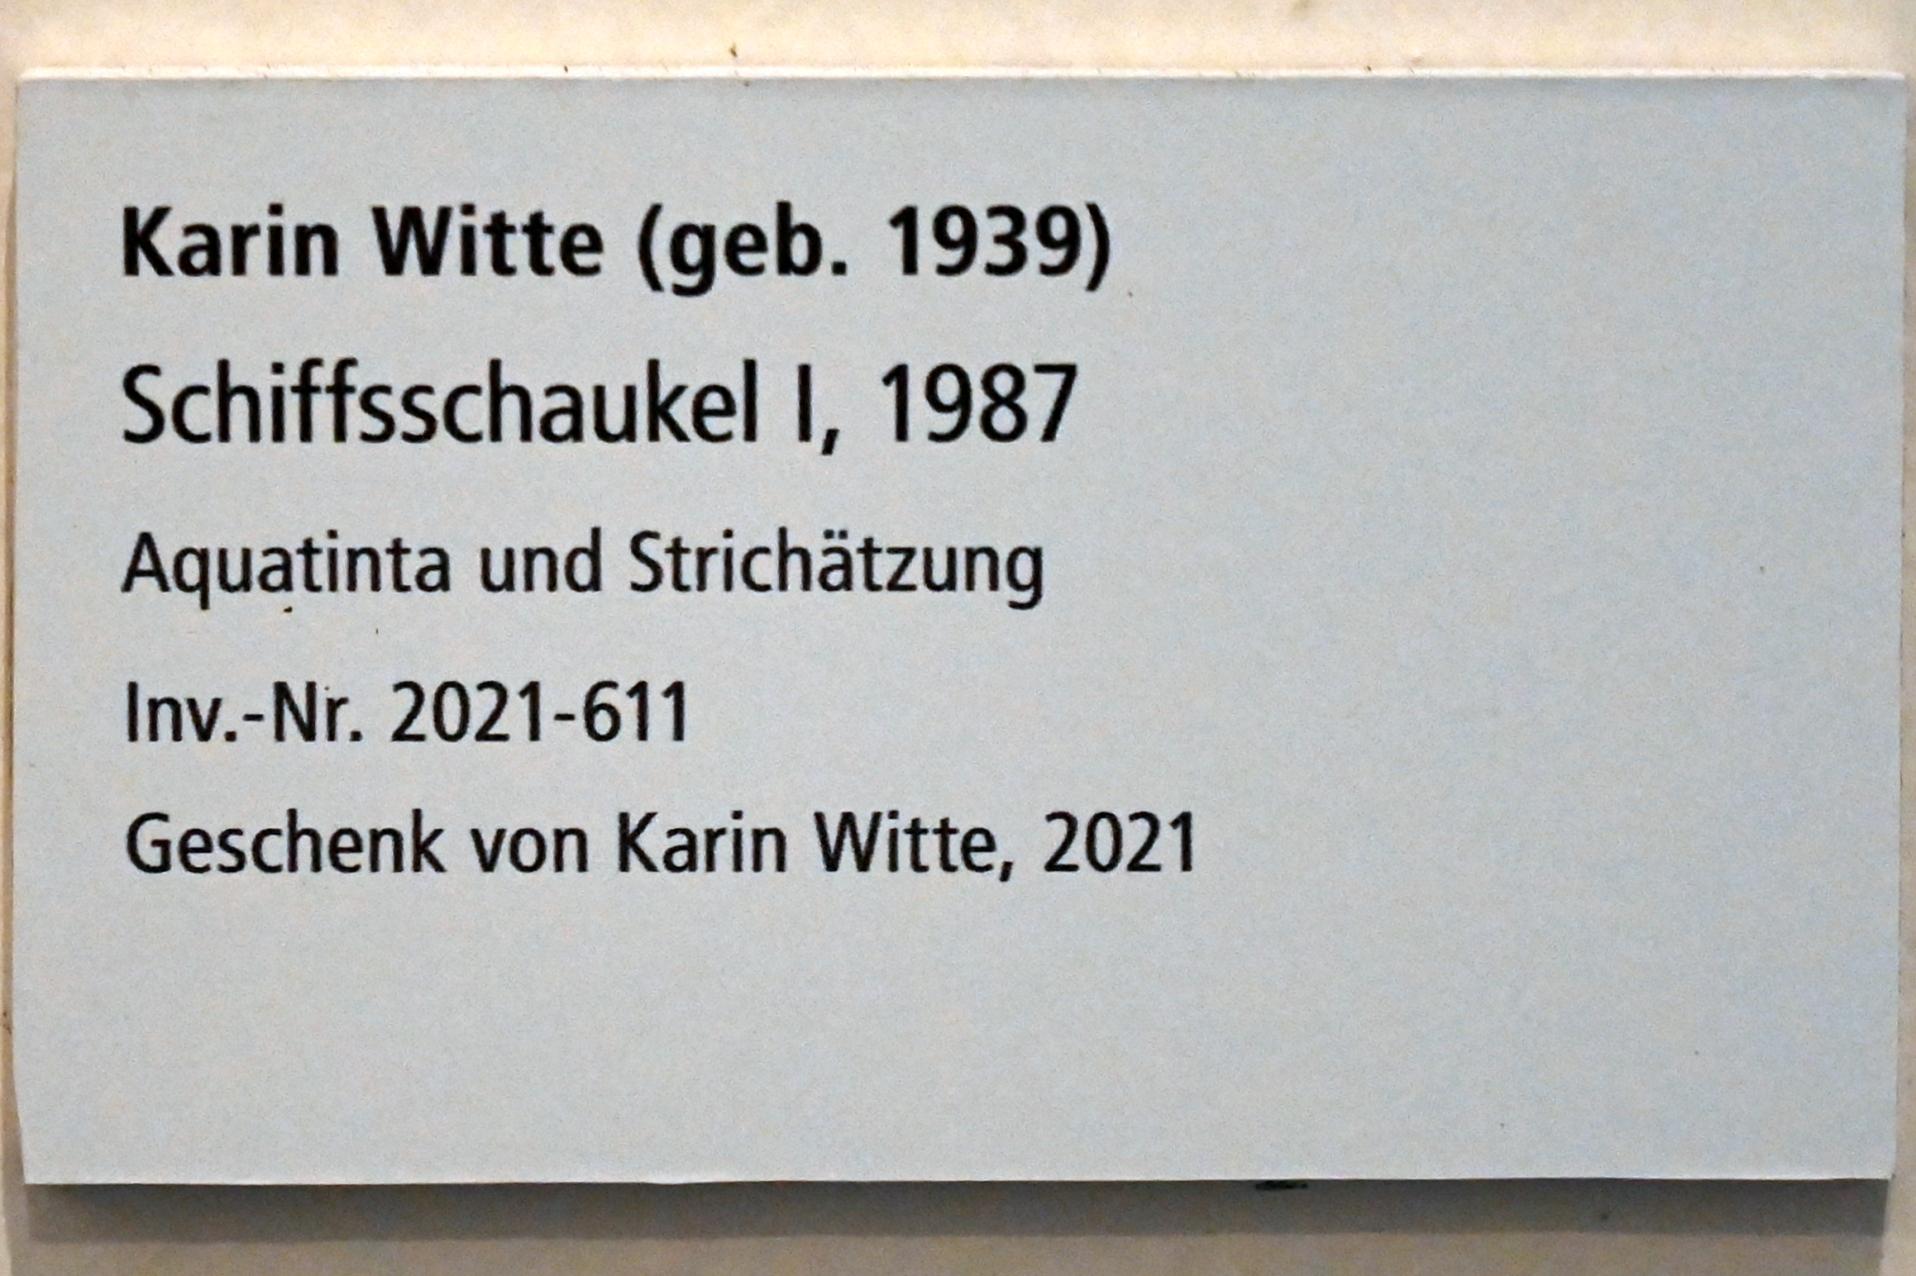 Karin Witte (geb. 1939)
Schiffsschaukel I, 1987
Aquatinta und Strichätzung
Inv.-Nr. 2021-611
Geschenk von Karin Witte, 2021